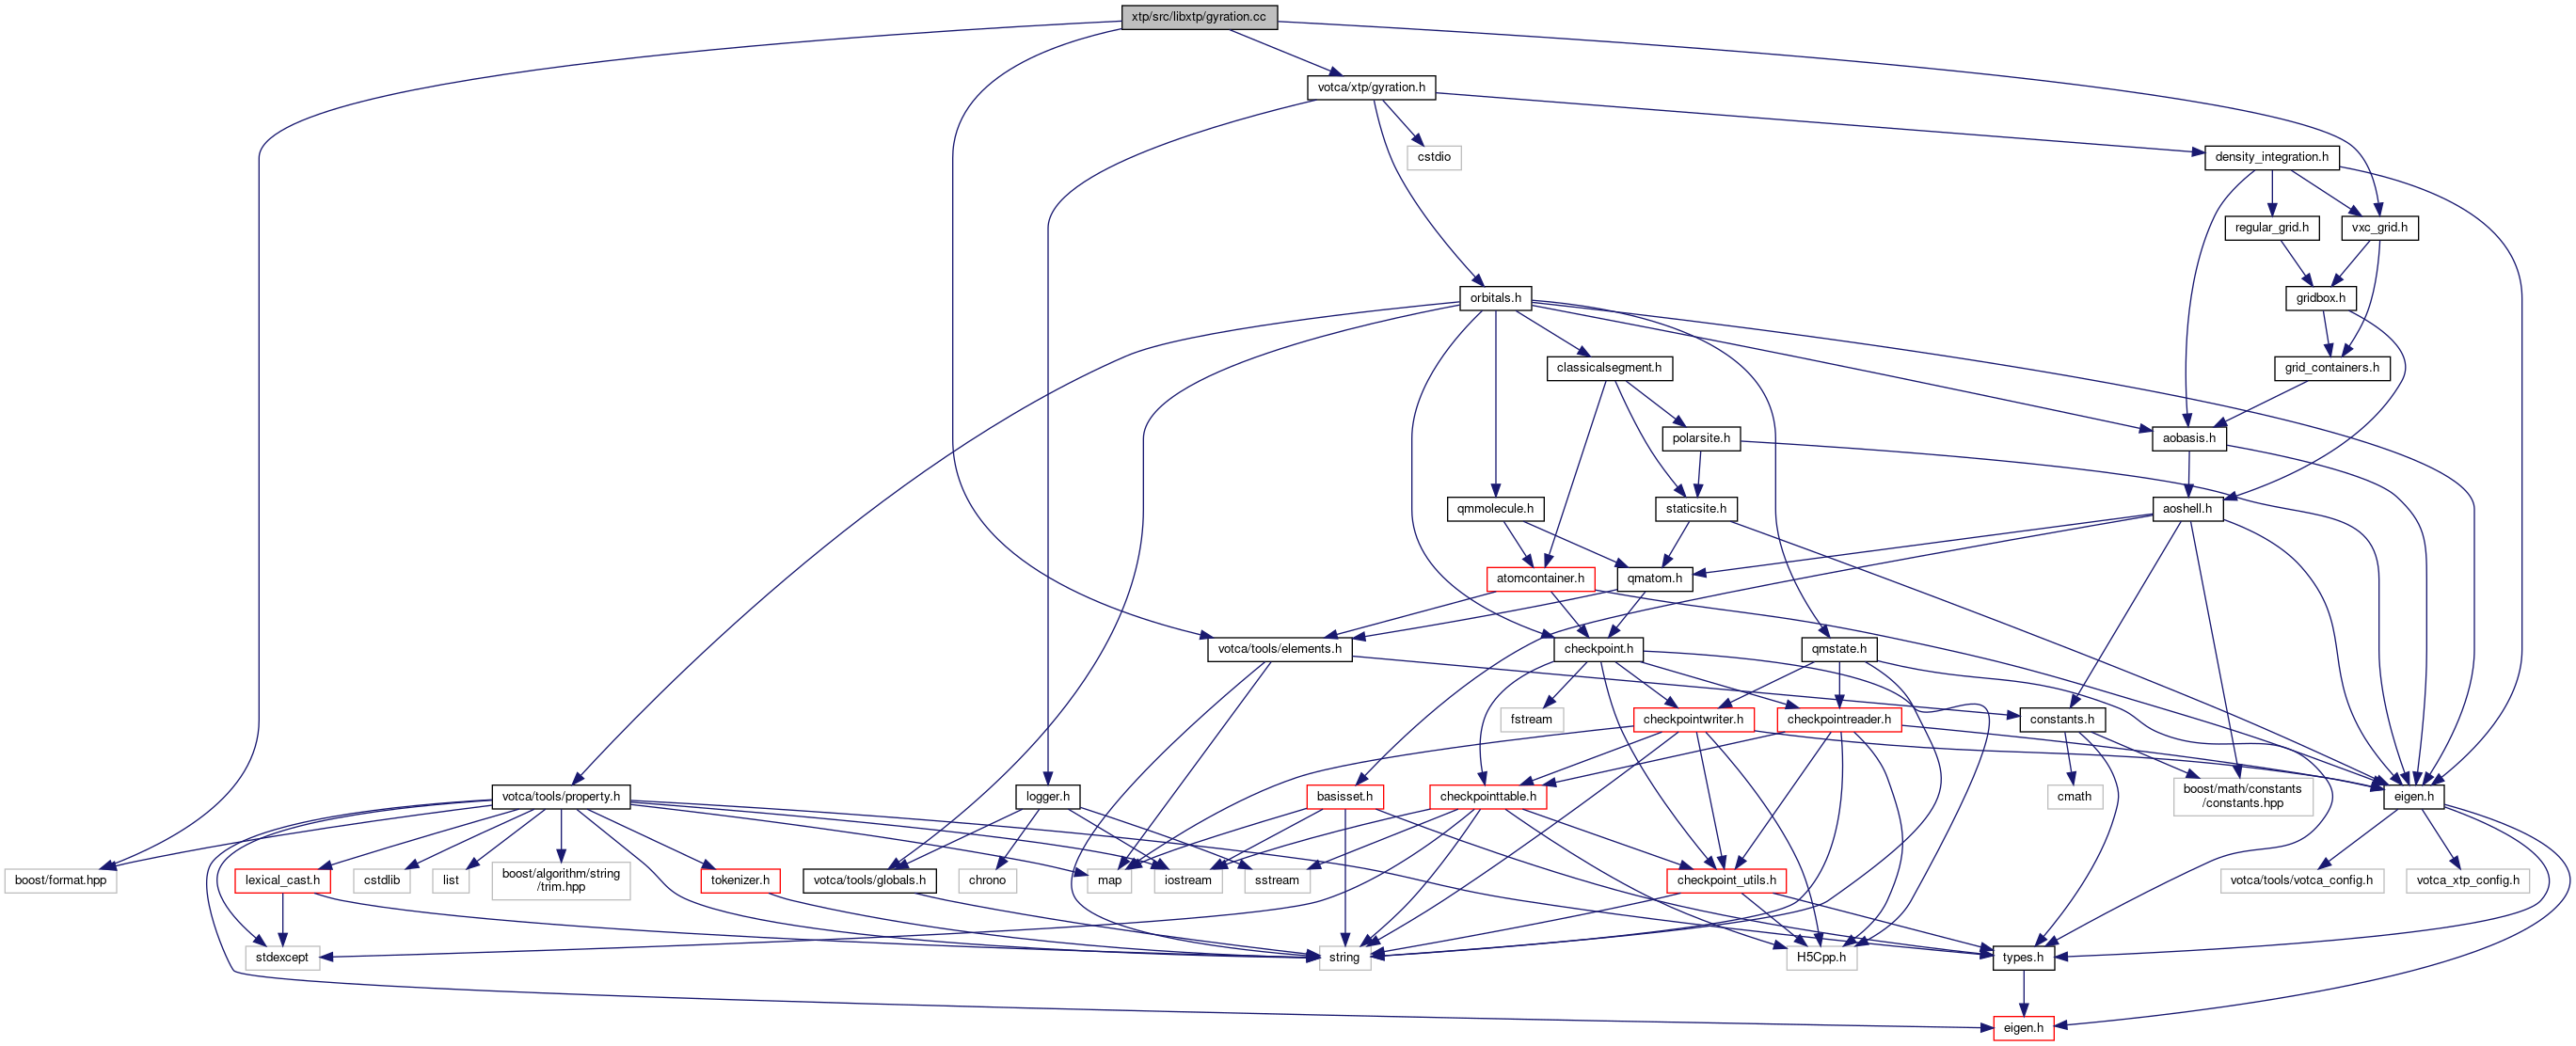 xtp/src/libxtp/gyration.cc
votca/xtp/gyration.h
cstdio
density_integration.h
regular_grid.h
vxc_grid.h
orbitals.h
gridbox.h
classicalsegment.h
grid_containers.h
polarsite.h
aobasis.h
qmmolecule.h
staticsite.h
aoshell.h
atomcontainer.h
qmatom.h
votca/tools/elements.h
checkpoint.h
qmstate.h
fstream
checkpointwriter.h
checkpointreader.h
constants.h
votca/tools/property.h
logger.h
basisset.h
checkpointtable.h
cmath
boost/math/constants
/constants.hpp
eigen.h
boost/format.hpp
lexical_cast.h
cstdlib
list
boost/algorithm/string
/trim.hpp
tokenizer.h
votca/tools/globals.h
chrono
map
iostream
sstream
checkpoint_utils.h
votca/tools/votca_config.h
votca_xtp_config.h
stdexcept
string
H5Cpp.h
types.h
eigen.h